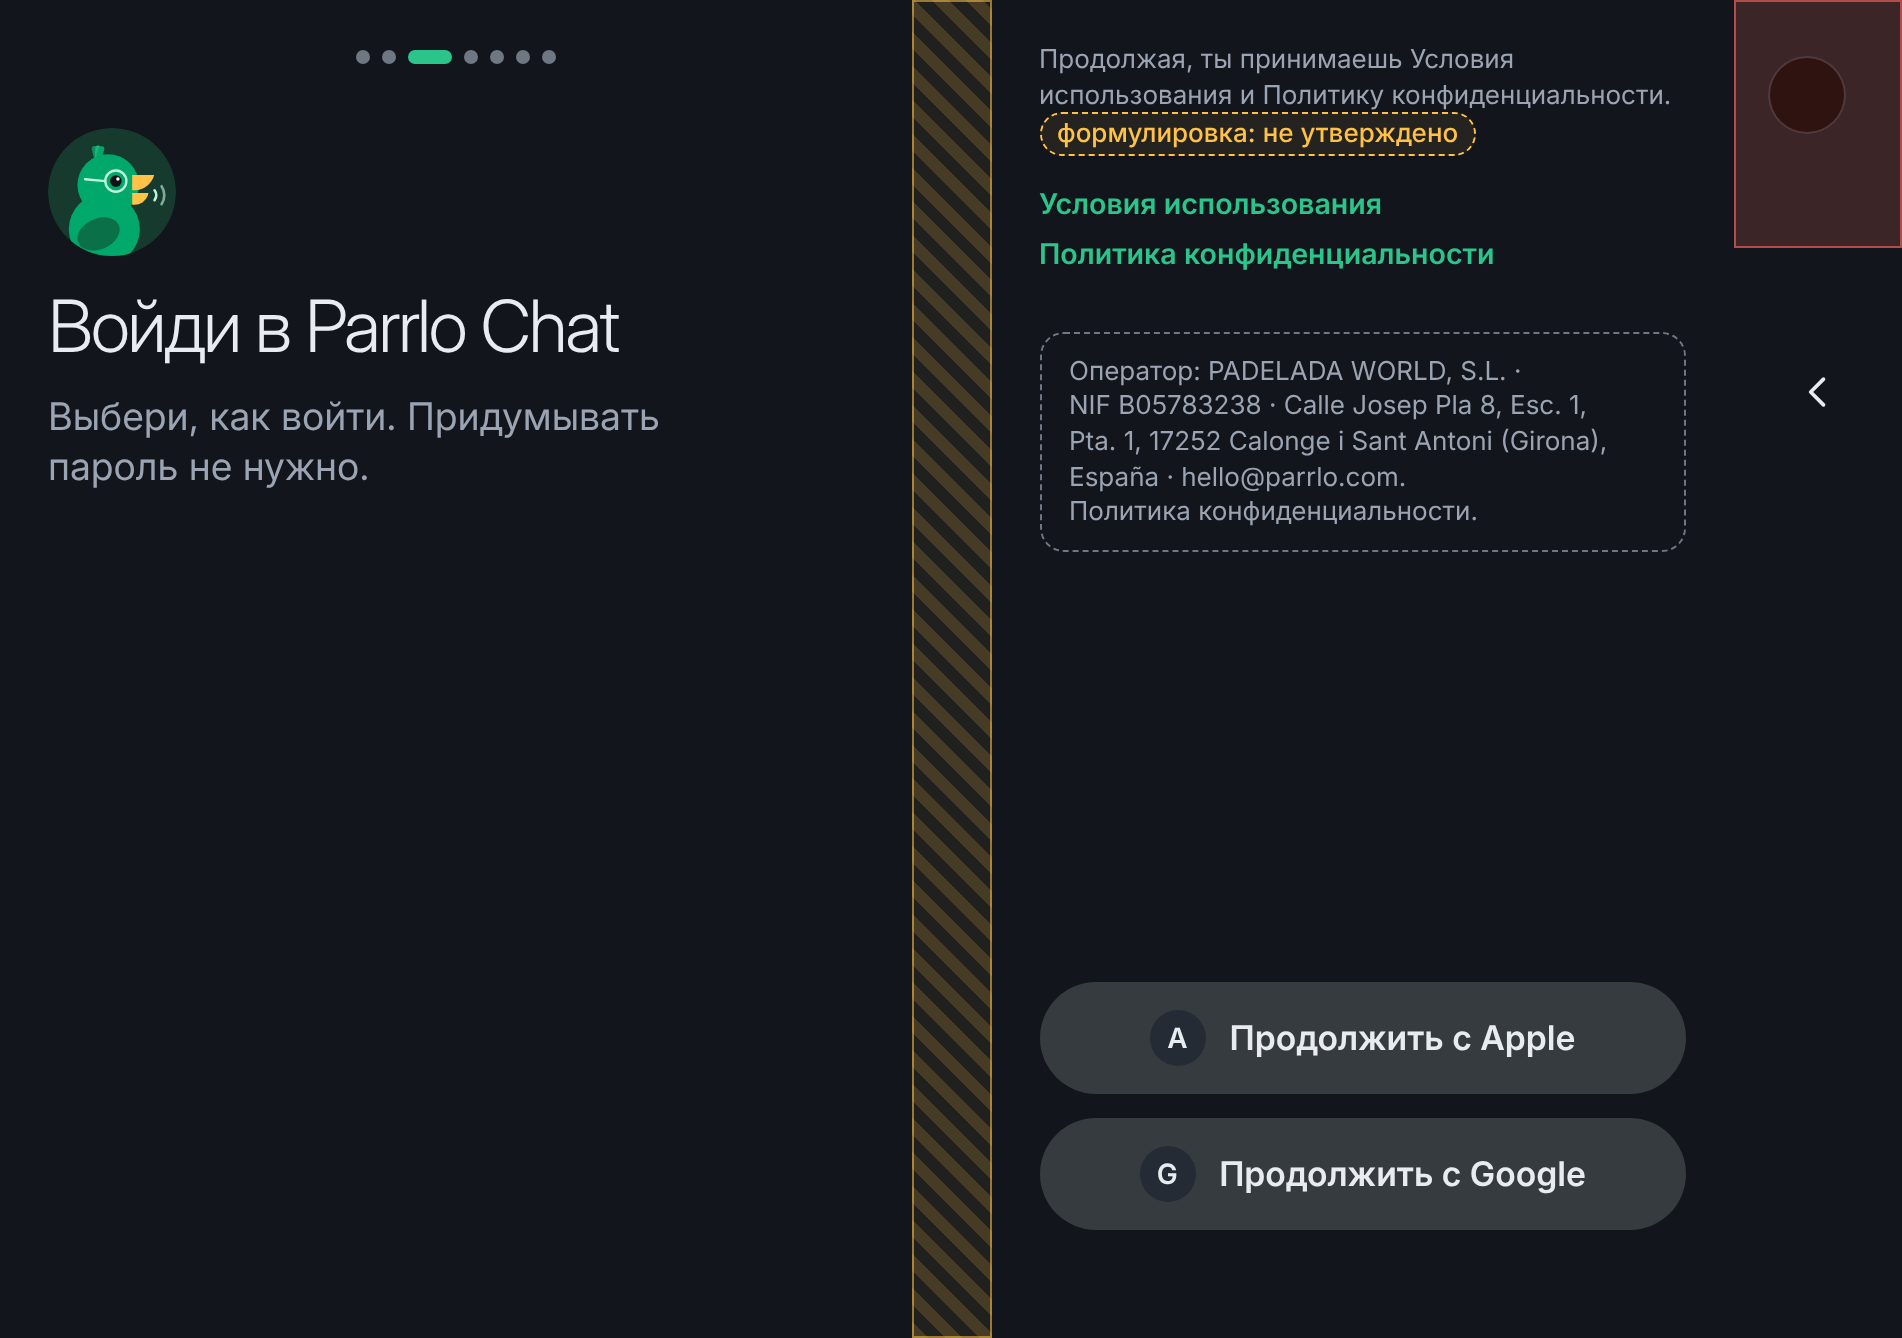 Войди в Parrlo Chat
Выбери, как войти. Придумывать
пароль не нужно.
Продолжая, ты принимаешь Условия
использования и Политику конфиденциальности.
формулировка: не утверждено
Условия использования
Политика конфиденциальности
Оператор: PADELADA WORLD, S.L. ·
NIF B05783238 · Calle Josep Pla 8, Esc. 1,
Pta. 1, 17252 Calonge i Sant Antoni (Girona),
España · hello@parrlo.com.
Политика конфиденциальности.
A Продолжить с Apple
G Продолжить с Google